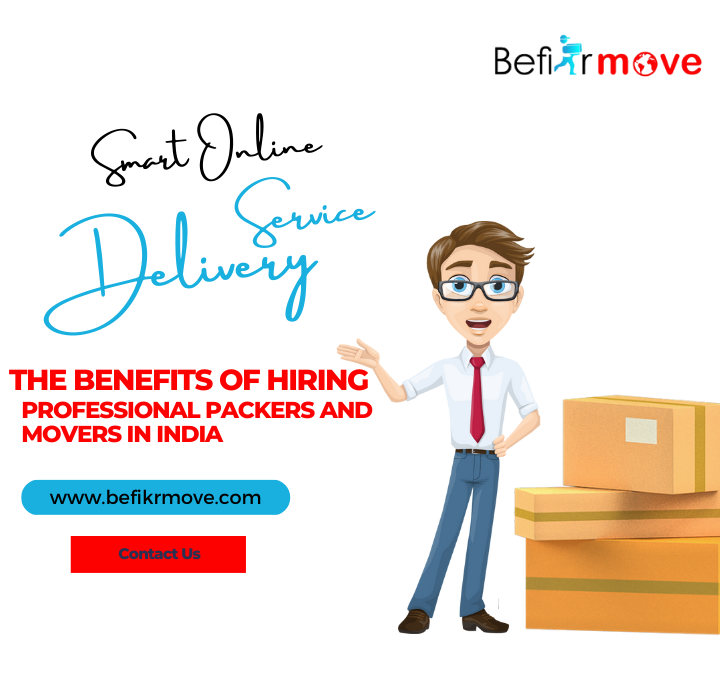 Befikrmove
Smart Online
Service
Delivery
THE BENEFITS OF HIRING
PROFESSIONAL PACKERS AND
MOVERS IN INDIA
www.befikrmove.com
Contact Us